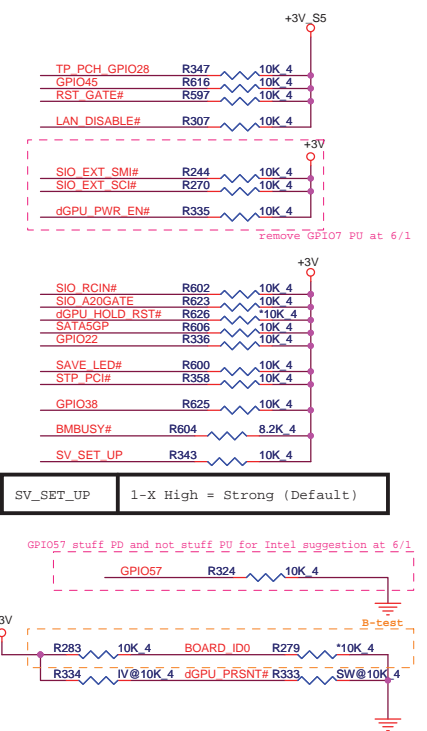 +3V_S5
TP_PCH_GPIO28 R347 10K_4
GPIO45 R616 10K_4
RST_GATE# R597 10K_4
LAN_DISABLE# R307 10K_4
+3V
SIO_EXT_SMI# R244 10K_4
SIO_EXT_SCI# R270 10K_4
dGPU_PWR_EN# R335 10K_4
remove GPIO7 PU at 6/1
+3V
SIO_RCIN# R602 10K_4
SIO_A20GATE R623 10K_4
dGPU_HOLD_RST# R626 *10K_4
SATA5GP R606 10K_4
GPIO22 R336 10K_4
SAVE_LED# R600 10K_4
STP_PCI# R358 10K_4
GPIO38 R625 10K_4
BMBUSY# R604 8.2K_4
SV_SET_UP R343 10K_4
SV_SET_UP 1-X High = Strong (Default)
GPIO57 stuff PD and not stuff PU for Intel suggestion at 6/1
GPIO57 R324 10K_4
3V
B-test
R283 10K_4 BOARD_ID0 R279 *10K_4
R334 IV@10K_4 dGPU_PRSNT# R333 SW@10K_4